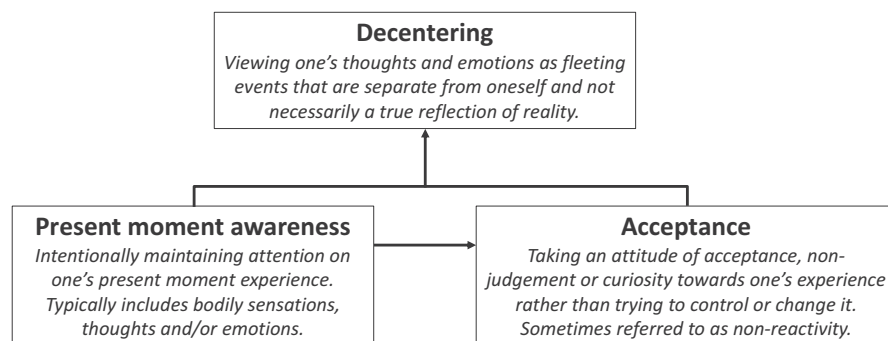 Decentering
Viewing one's thoughts and emotions as fleeting
events that are separate from oneself and not
necessarily a true reflection of reality.
Present moment awareness
Intentionally maintaining attention on
one's present moment experience.
Typically includes bodily sensations,
thoughts and/or emotions.
Acceptance
Taking an attitude of acceptance, non-
judgement or curiosity towards one's experience
rather than trying to control or change it.
Sometimes referred to as non-reactivity.